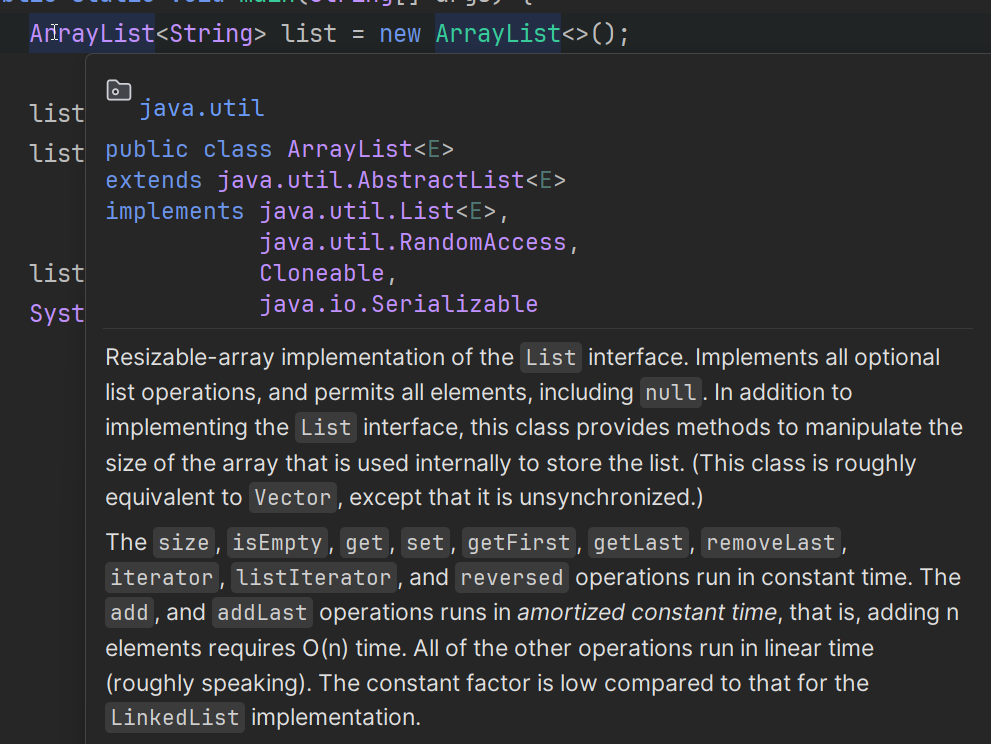 ArrayList<String> list = new ArrayList<>();
java.util
list
public class ArrayList<E>
list
extends java.util.AbstractList<E>
implements java.util.List<E>,
java.util.RandomAccess,
list
Cloneable,
Syst
java.io.Serializable
Resizable-array implementation of the List interface. Implements all optional
list operations, and permits all elements, including null. In addition to
implementing the List interface, this class provides methods to manipulate the
size of the array that is used internally to store the list. (This class is roughly
equivalent to Vector, except that it is unsynchronized.)
The size, isEmpty, get, set, getFirst, getLast, removeLast,
iterator, listIterator, and reversed operations run in constant time. The
add, and addLast operations runs in amortized constant time, that is, adding n
elements requires O(n) time. All of the other operations run in linear time
(roughly speaking). The constant factor is low compared to that for the
LinkedList implementation.